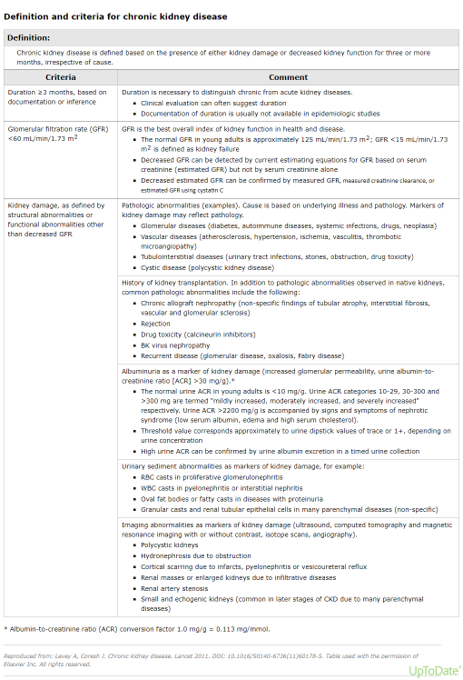 Definition and criteria for chronic kidney disease
Definition:
Chronic kidney disease is defined based on the presence of either kidney damage or decreased kidney function for three or more
months, irrespective of cause.
Criteria
Comment
Duration ≥3 months, based on
documentation or inference
Duration is necessary to distinguish chronic from acute kidney diseases.
• Clinical evaluation can often suggest duration
• Documentation of duration is usually not available in epidemiologic studies
Glomerular filtration rate (GFR)
<60 mL/min/1.73 m2
GFR is the best overall index of kidney function in health and disease.
• The normal GFR in young adults is approximately 125 mL/min/1.73 m2; GFR <15 mL/min/1.73
m2 is defined as kidney failure
• Decreased GFR can be detected by current estimating equations for GFR based on serum
creatinine (estimated GFR) but not by serum creatinine alone
• Decreased estimated GFR can be confirmed by measured GFR, measured creatinine clearance, or
estimated GFR using cystatin C
Kidney damage, as defined by
structural abnormalities or
functional abnormalities other
than decreased GFR
Pathologic abnormalities (examples). Cause is based on underlying illness and pathology. Markers of
kidney damage may reflect pathology.
• Glomerular diseases (diabetes, autoimmune diseases, systemic infections, drugs, neoplasia)
• Vascular diseases (atherosclerosis, hypertension, ischemia, vasculitis, thrombotic
microangiopathy)
• Tubulointerstitial diseases (urinary tract infections, stones, obstruction, drug toxicity)
• Cystic disease (polycystic kidney disease)
History of kidney transplantation. In addition to pathologic abnormalities observed in native kidneys,
common pathologic abnormalities include the following:
• Chronic allograft nephropathy (non-specific findings of tubular atrophy, interstitial fibrosis,
vascular and glomerular sclerosis)
• Rejection
• Drug toxicity (calcineurin inhibitors)
• BK virus nephropathy
• Recurrent disease (glomerular disease, oxalosis, Fabry disease)
Albuminuria as a marker of kidney damage (increased glomerular permeability, urine albumin-to-
creatinine ratio [ACR] >30 mg/g).*
• The normal urine ACR in young adults is <10 mg/g. Urine ACR categories 10-29, 30-300 and
>300 mg are termed "mildly increased, moderately increased, and severely increased"
respectively. Urine ACR >2200 mg/g is accompanied by signs and symptoms of nephrotic
syndrome (low serum albumin, edema and high serum cholesterol).
• Threshold value corresponds approximately to urine dipstick values of trace or 1+, depending on
urine concentration
• High urine ACR can be confirmed by urine albumin excretion in a timed urine collection
Urinary sediment abnormalities as markers of kidney damage, for example:
• RBC casts in proliferative glomerulonephritis
• WBC casts in pyelonephritis or interstitial nephritis
• Oval fat bodies or fatty casts in diseases with proteinuria
• Granular casts and renal tubular epithelial cells in many parenchymal diseases (non-specific)
Imaging abnormalities as markers of kidney damage (ultrasound, computed tomography and magnetic
resonance imaging with or without contrast, isotope scans, angiography).
• Polycystic kidneys
• Hydronephrosis due to obstruction
• Cortical scarring due to infarcts, pyelonephritis or vesicoureteral reflux
• Renal masses or enlarged kidneys due to infiltrative diseases
• Renal artery stenosis
• Small and echogenic kidneys (common in later stages of CKD due to many parenchymal
diseases)
* Albumin-to-creatinine ratio (ACR) conversion factor 1.0 mg/g = 0.113 mg/mmol.
Reproduced from: Levey A, Coresh J. Chronic kidney disease. Lancet 2011. DOI: 10.1016/S0140-6736(11)60178-5. Table used with the permission of
Elsevier Inc. All rights reserved.
UpToDate®